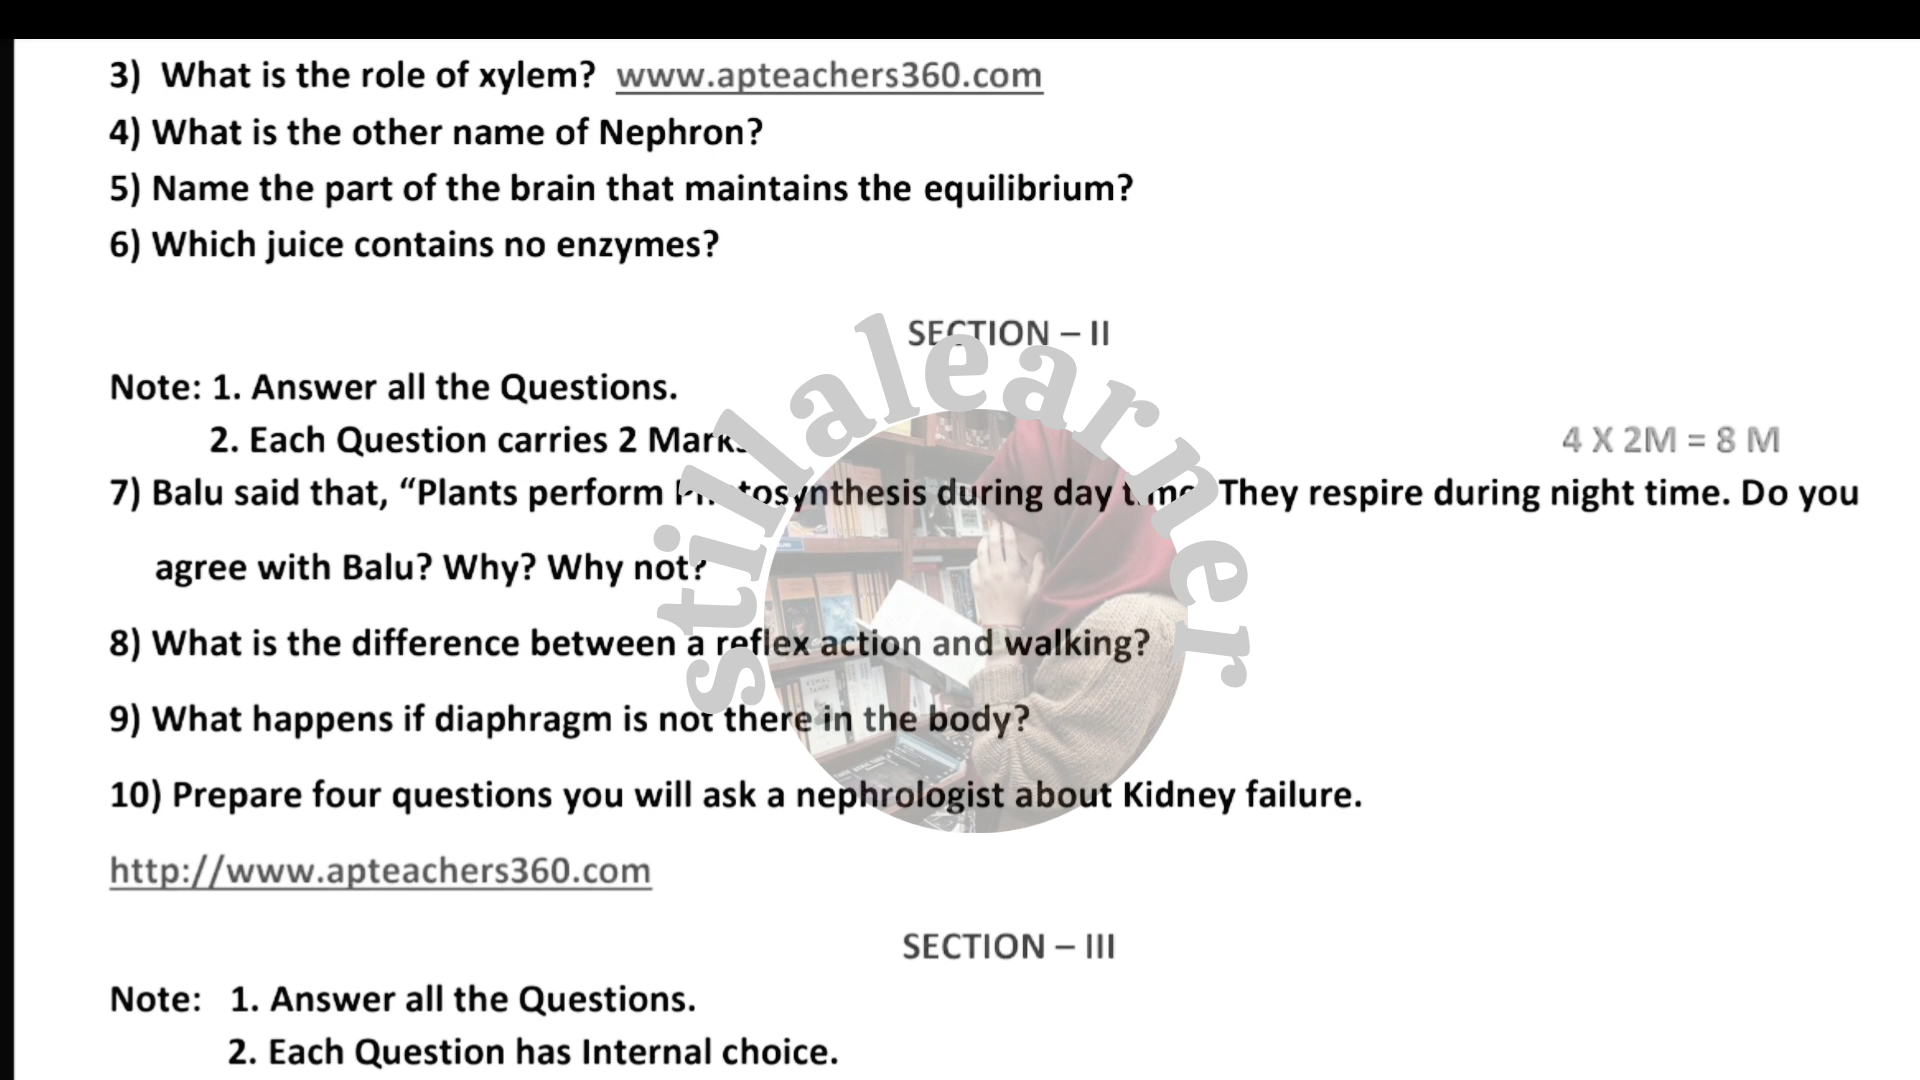 3) What is the role of xylem? www.apteachers360.com
4) What is the other name of Nephron?
5) Name the part of the brain that maintains the equilibrium?
6) Which juice contains no enzymes?
SECTION – II
Note: 1. Answer all the Questions.
2. Each Question carries 2 Marks
4 X 2M = 8 M
7) Balu said that, “Plants perform Photosynthesis during day time. They respire during night time. Do you
agree with Balu? Why? Why not?
8) What is the difference between a reflex action and walking?
9) What happens if diaphragm is not there in the body?
10) Prepare four questions you will ask a nephrologist about Kidney failure.
http://www.apteachers360.com
SECTION – III
Note: 1. Answer all the Questions.
2. Each Question has Internal choice.
stillalearner